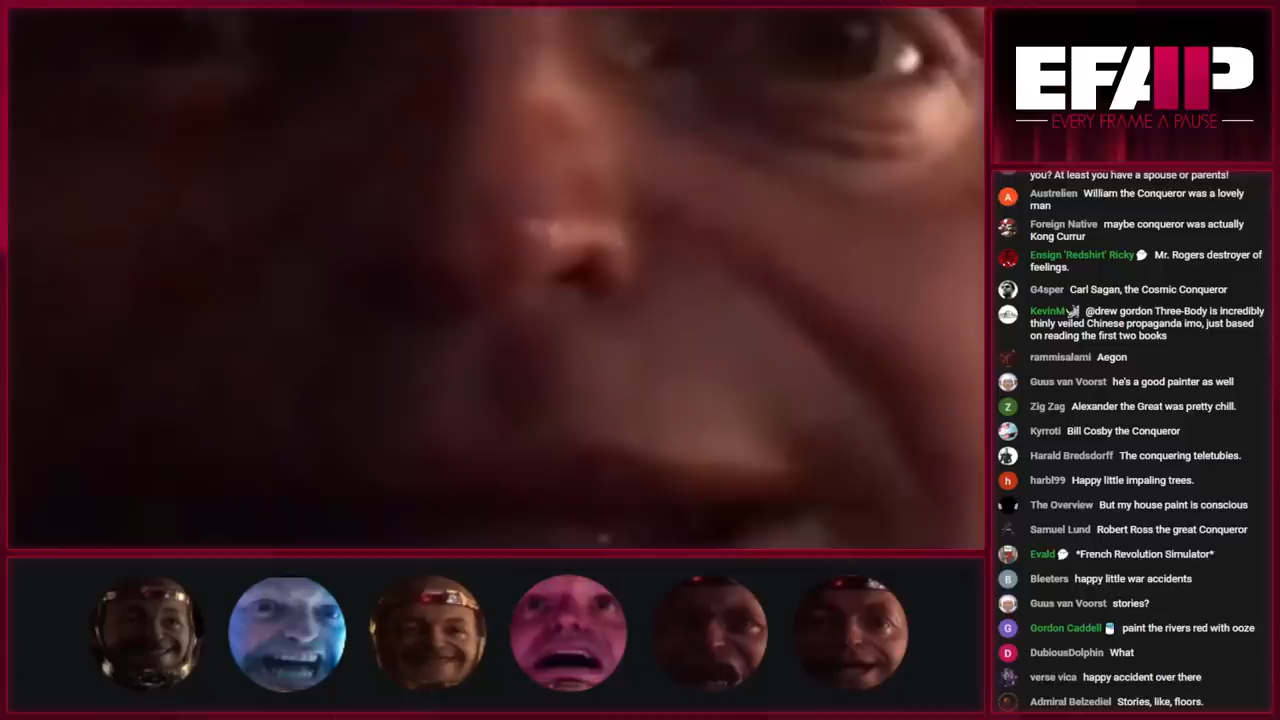 EFAP
EVERY FRAME A PAUSE
you? At least you have a spouse or parents!
A Austrelien William the Conqueror was a lovely
man
Foreign Native maybe conqueror was actually
Kong Currur
Ensign 'Redshirt' Ricky Mr. Rogers destroyer of
feelings.
G4sper Carl Sagan, the Cosmic Conqueror
KevinM @drew gordon Three-Body is incredibly
thinly veiled Chinese propaganda imo, just based
on reading the first two books
rammisalami Aegon
Guus van Voorst he's a good painter as well
Z Zig Zag Alexander the Great was pretty chill.
Kyrroti Bill Cosby the Conqueror
Harald Bredsdorff The conquering teletubies.
h harbl99 Happy little impaling trees.
The Overview But my house paint is conscious
Samuel Lund Robert Ross the great Conqueror
Evald *French Revolution Simulator*
B Bleeters happy little war accidents
Guus van Voorst stories?
G Gordon Caddell paint the rivers red with ooze
D DubiousDolphin What
verse vica happy accident over there
Admiral Belzediel Stories, like, floors.